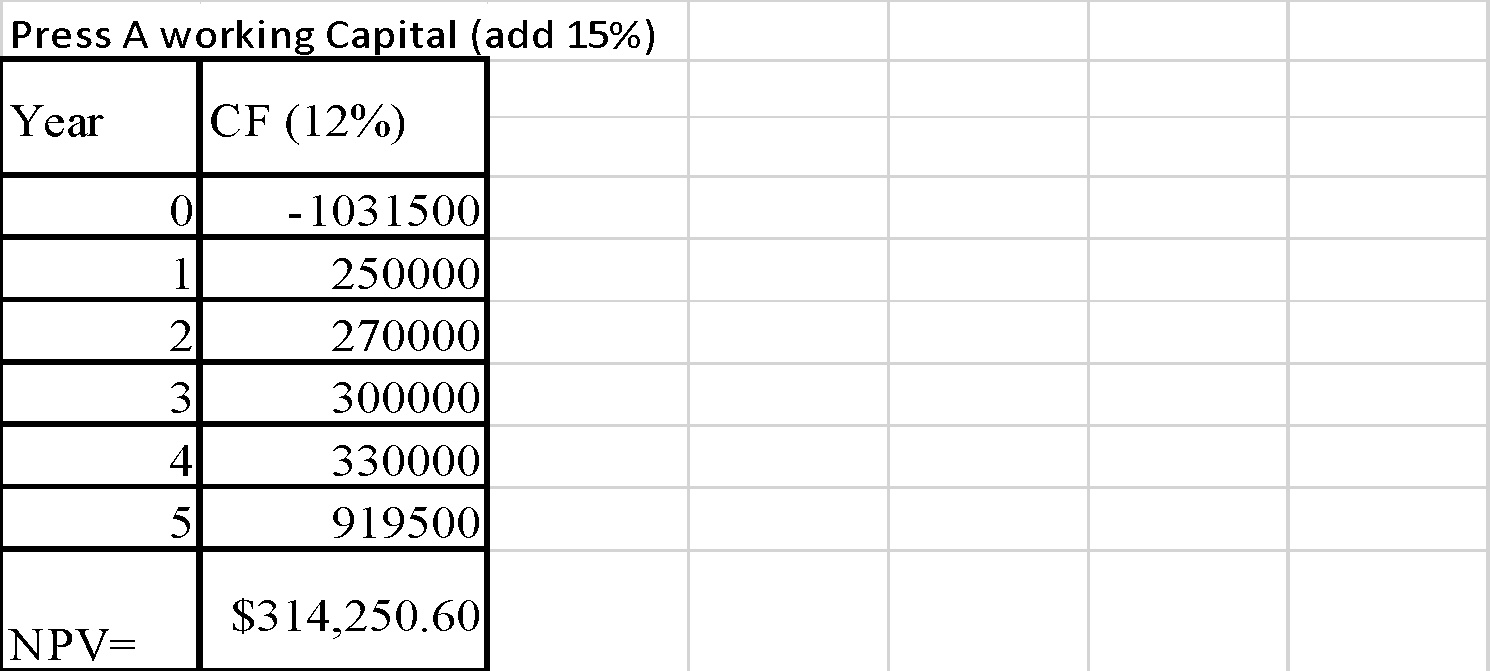 Press A working Capital (add 15%)
Year CF (12%)
0 -1031500
1 250000
2 270000
3 300000
4 330000
5 919500
NPV= $314,250.60